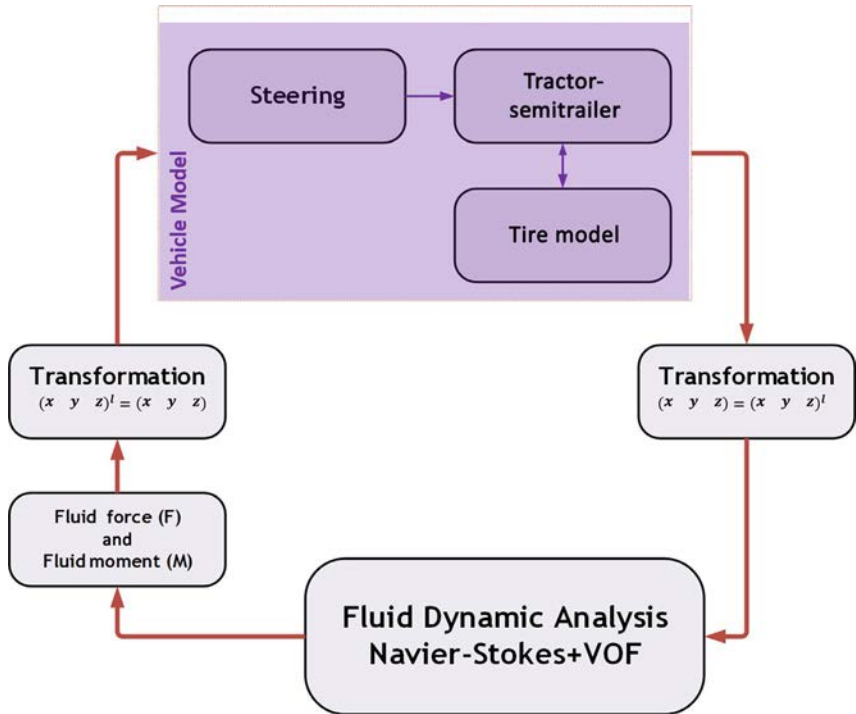 Steering
Tractor-
semitrailer
Tire model
Vehicle Model
Transformation
(x y z)ˡ = (x y z)
Transformation
(x y z) = (x y z)ˡ
Fluid force (F)
and
Fluid moment (M)
Fluid Dynamic Analysis
Navier-Stokes+VOF